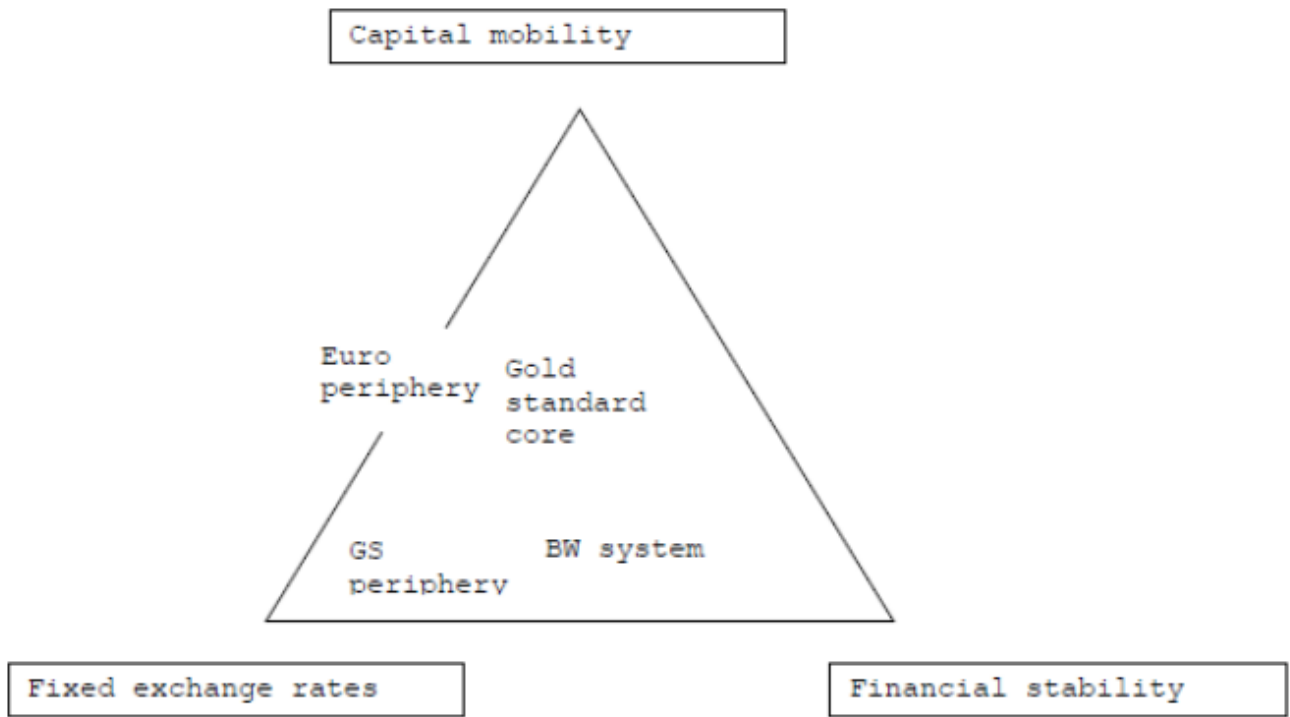 Capital mobility
Euro
periphery
Gold
standard
core
GS
periphery
BW system
Fixed exchange rates
Financial stability